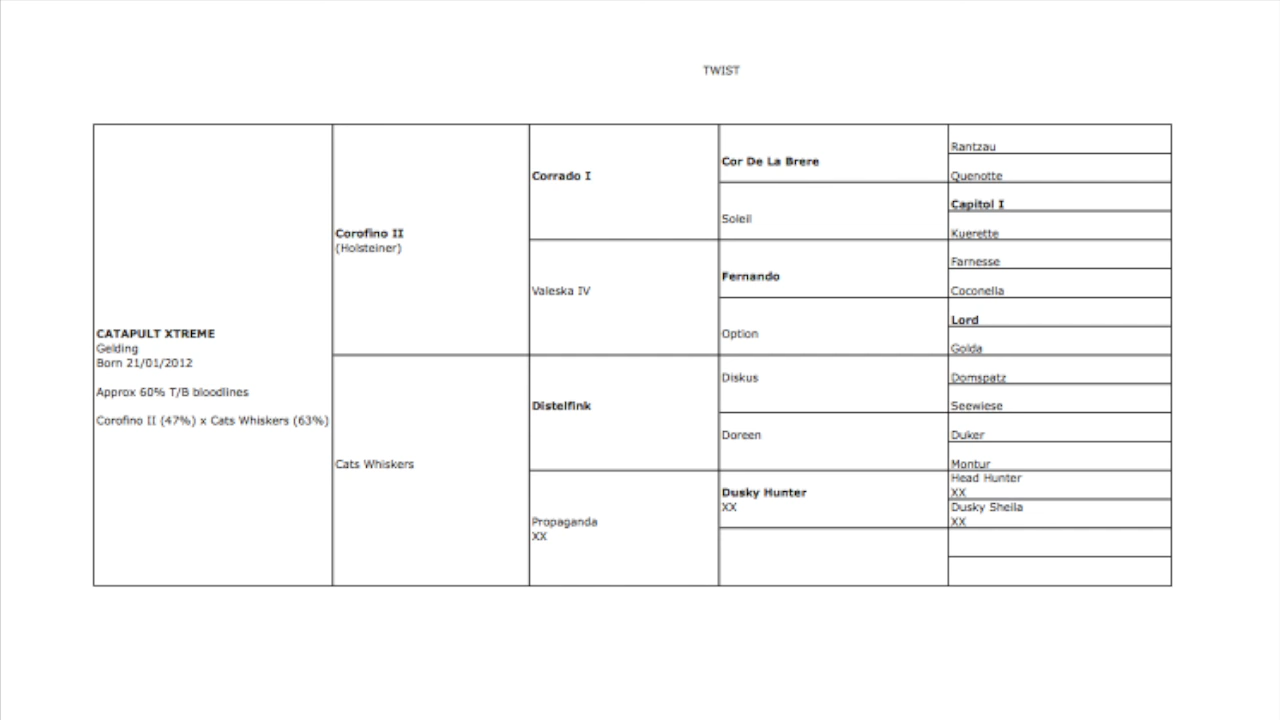 TWIST
CATAPULT XTREME
Gelding
Born 21/01/2012
Approx 60% T/B bloodlines
Corofino II (47%) x Cats Whiskers (63%)
Corofino II
(Holsteiner)
Cats Whiskers
Corrado I
Valeska IV
Distelfink
Propaganda
XX
Cor De La Brere
Soleil
Fernando
Option
Diskus
Doreen
Dusky Hunter
XX
Rantzau
Quenotte
Capitol I
Kuerette
Farnesse
Coconella
Lord
Golda
Domspatz
Seewiese
Duker
Montur
Head Hunter
XX
Dusky Sheila
XX